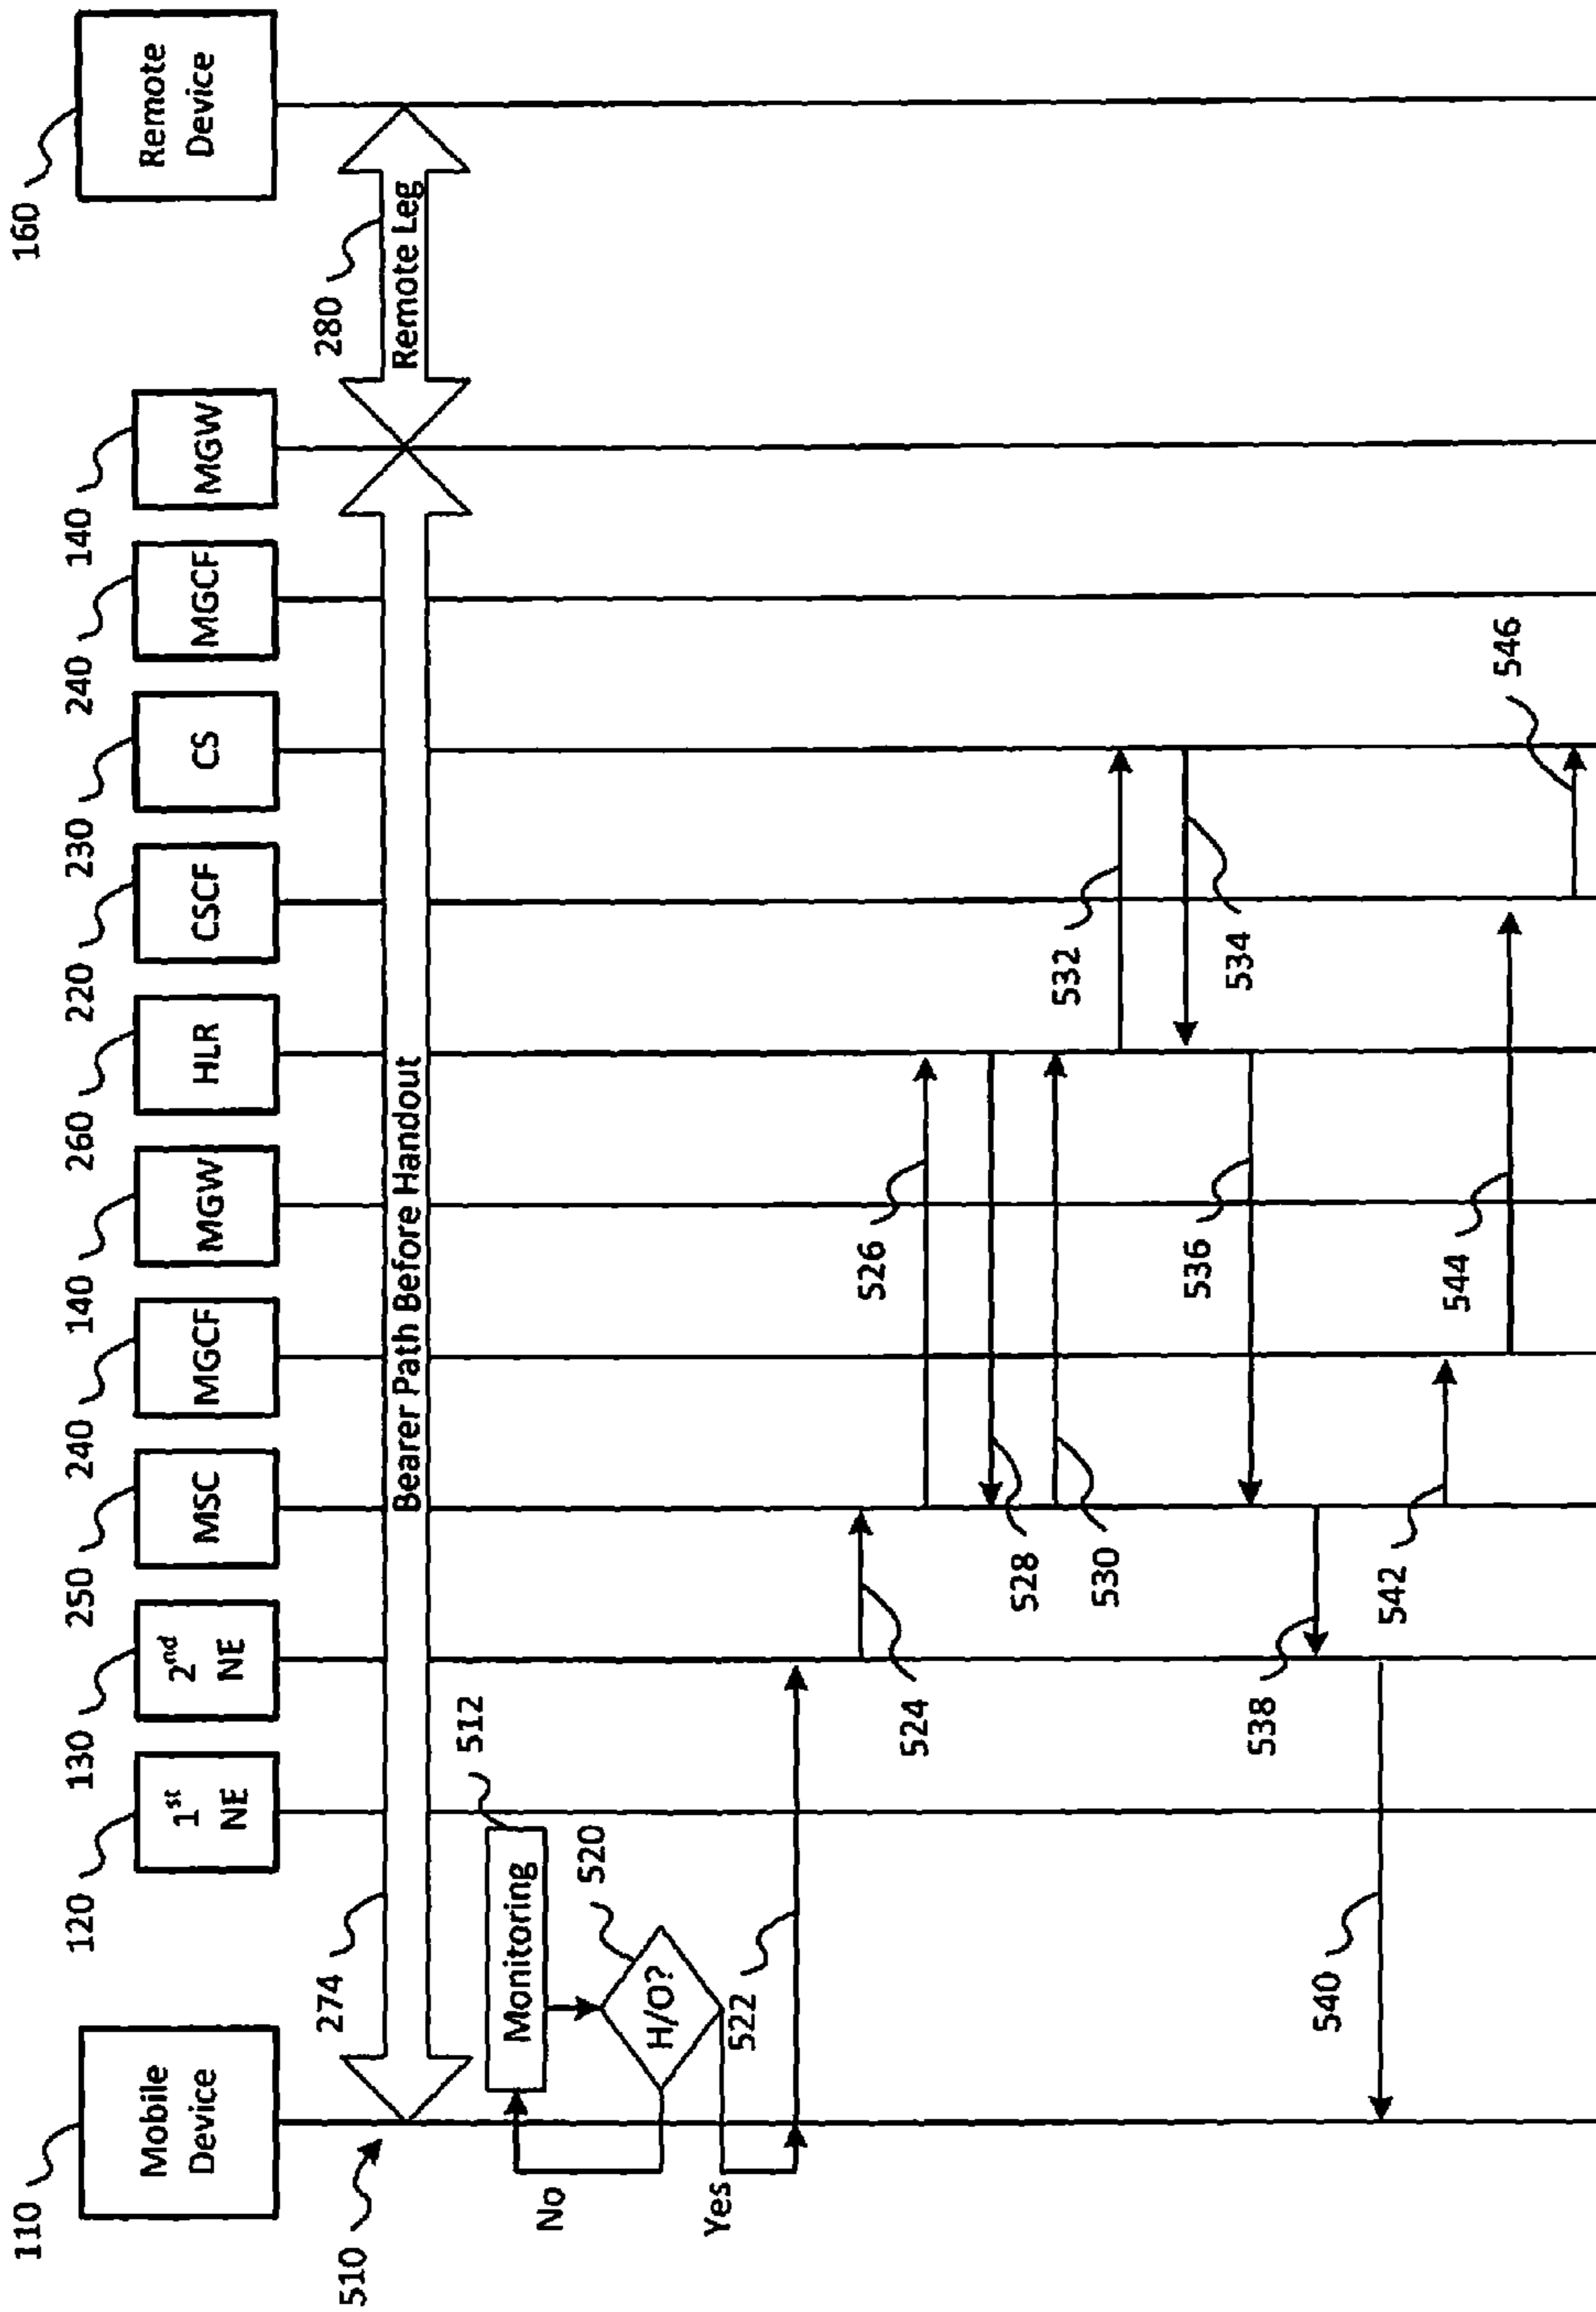 110
Mobile
Device
120
1st
NE
130
2nd
NE
250
MSC
240
MGCF
140
MGW
260
HLR
220
CSCF
230
CS
240
MGCF
140
MGW
160
Remote
Device
510
274
Bearer Path Before Handout
280
Remote Leg
512
Monitoring
520
H/O?
No
Yes
522
524
526
528
530
532
534
536
538
540
542
544
546